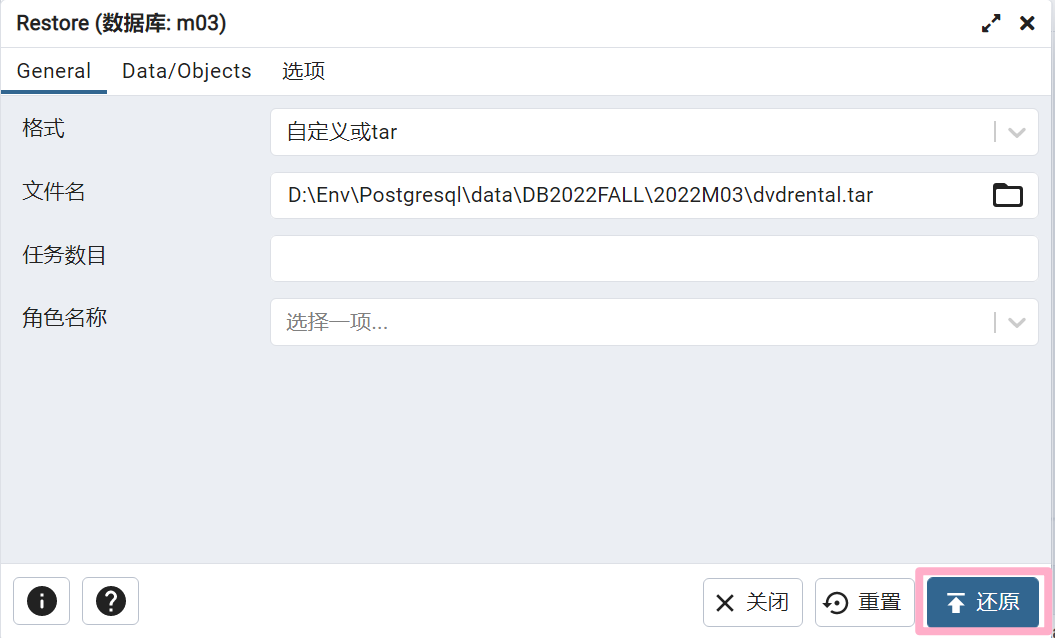 Restore (数据库: m03)
General Data/Objects 选项
格式 自定义或tar
文件名 D:\Env\Postgresql\data\DB2022FALL\2022M03\dvdrental.tar
任务数目
角色名称 选择一项...
关闭 重置 还原